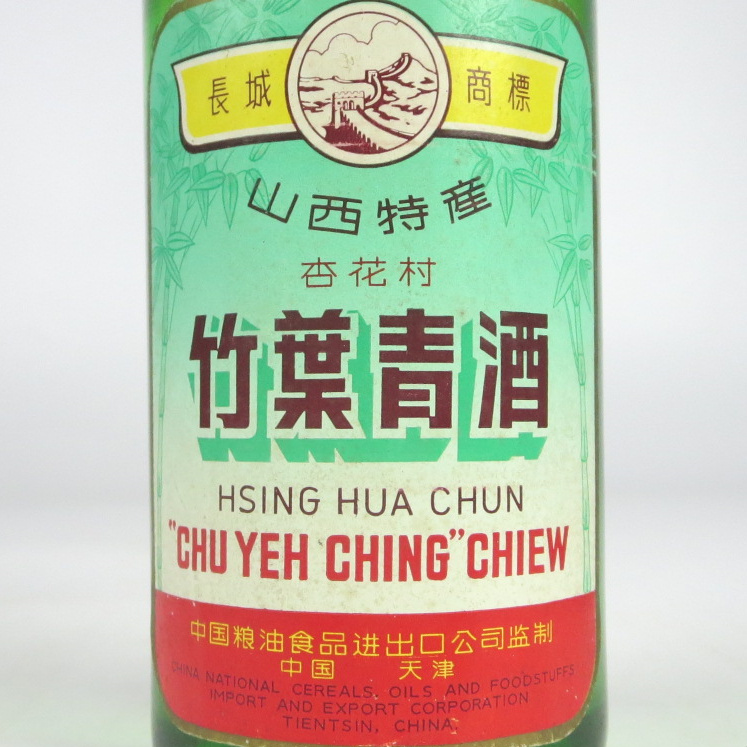 長城 商標
山西特産
杏花村
竹葉青酒
HSING HUA CHUN
"CHU YEH CHING" CHIEW
中国粮油食品进出口公司监制
中国 天津
CHINA NATIONAL CEREALS, OILS AND FOODSTUFFS
IMPORT AND EXPORT CORPORATION
TIENTSIN, CHINA.